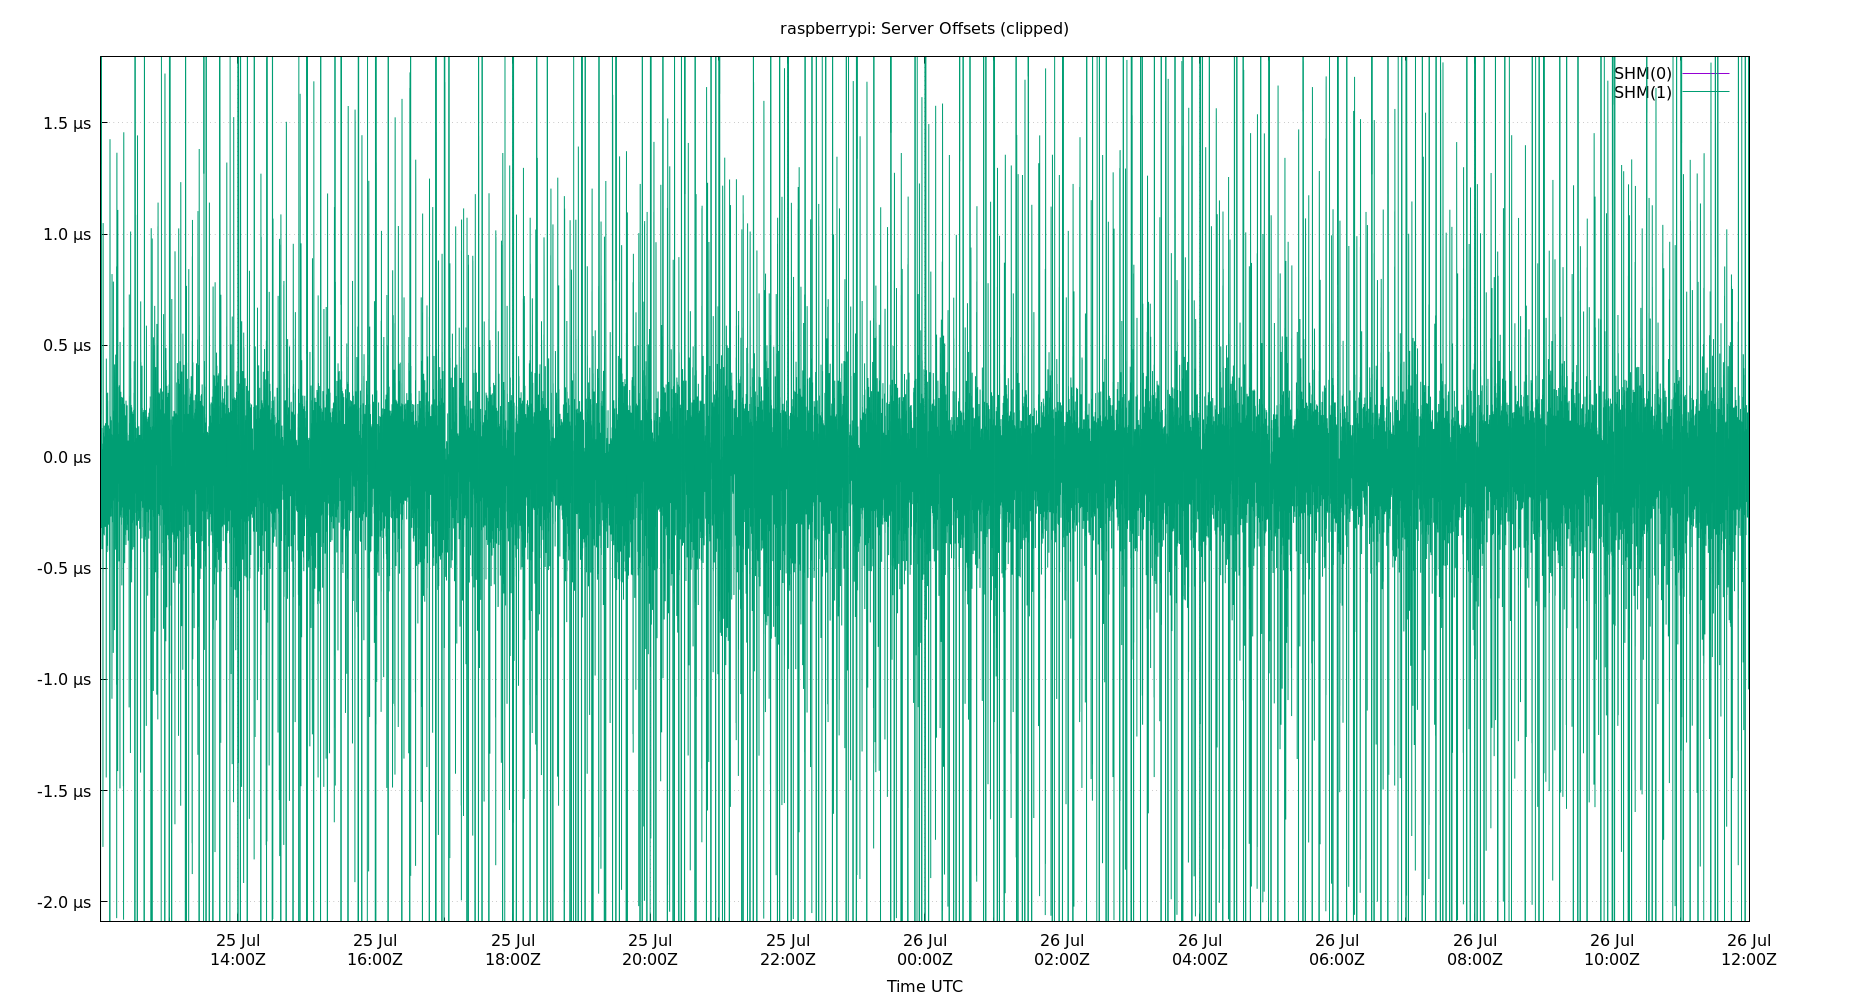 raspberrypi: Server Offsets (clipped)
SHM(0)
SHM(1)
1.5 µs
1.0 µs
0.5 µs
0.0 µs
-0.5 µs
-1.0 µs
-1.5 µs
-2.0 µs
25 Jul 25 Jul 25 Jul 25 Jul 25 Jul 26 Jul 26 Jul 26 Jul 26 Jul 26 Jul 26 Jul 26 Jul
14:00Z 16:00Z 18:00Z 20:00Z 22:00Z 00:00Z 02:00Z 04:00Z 06:00Z 08:00Z 10:00Z 12:00Z
Time UTC